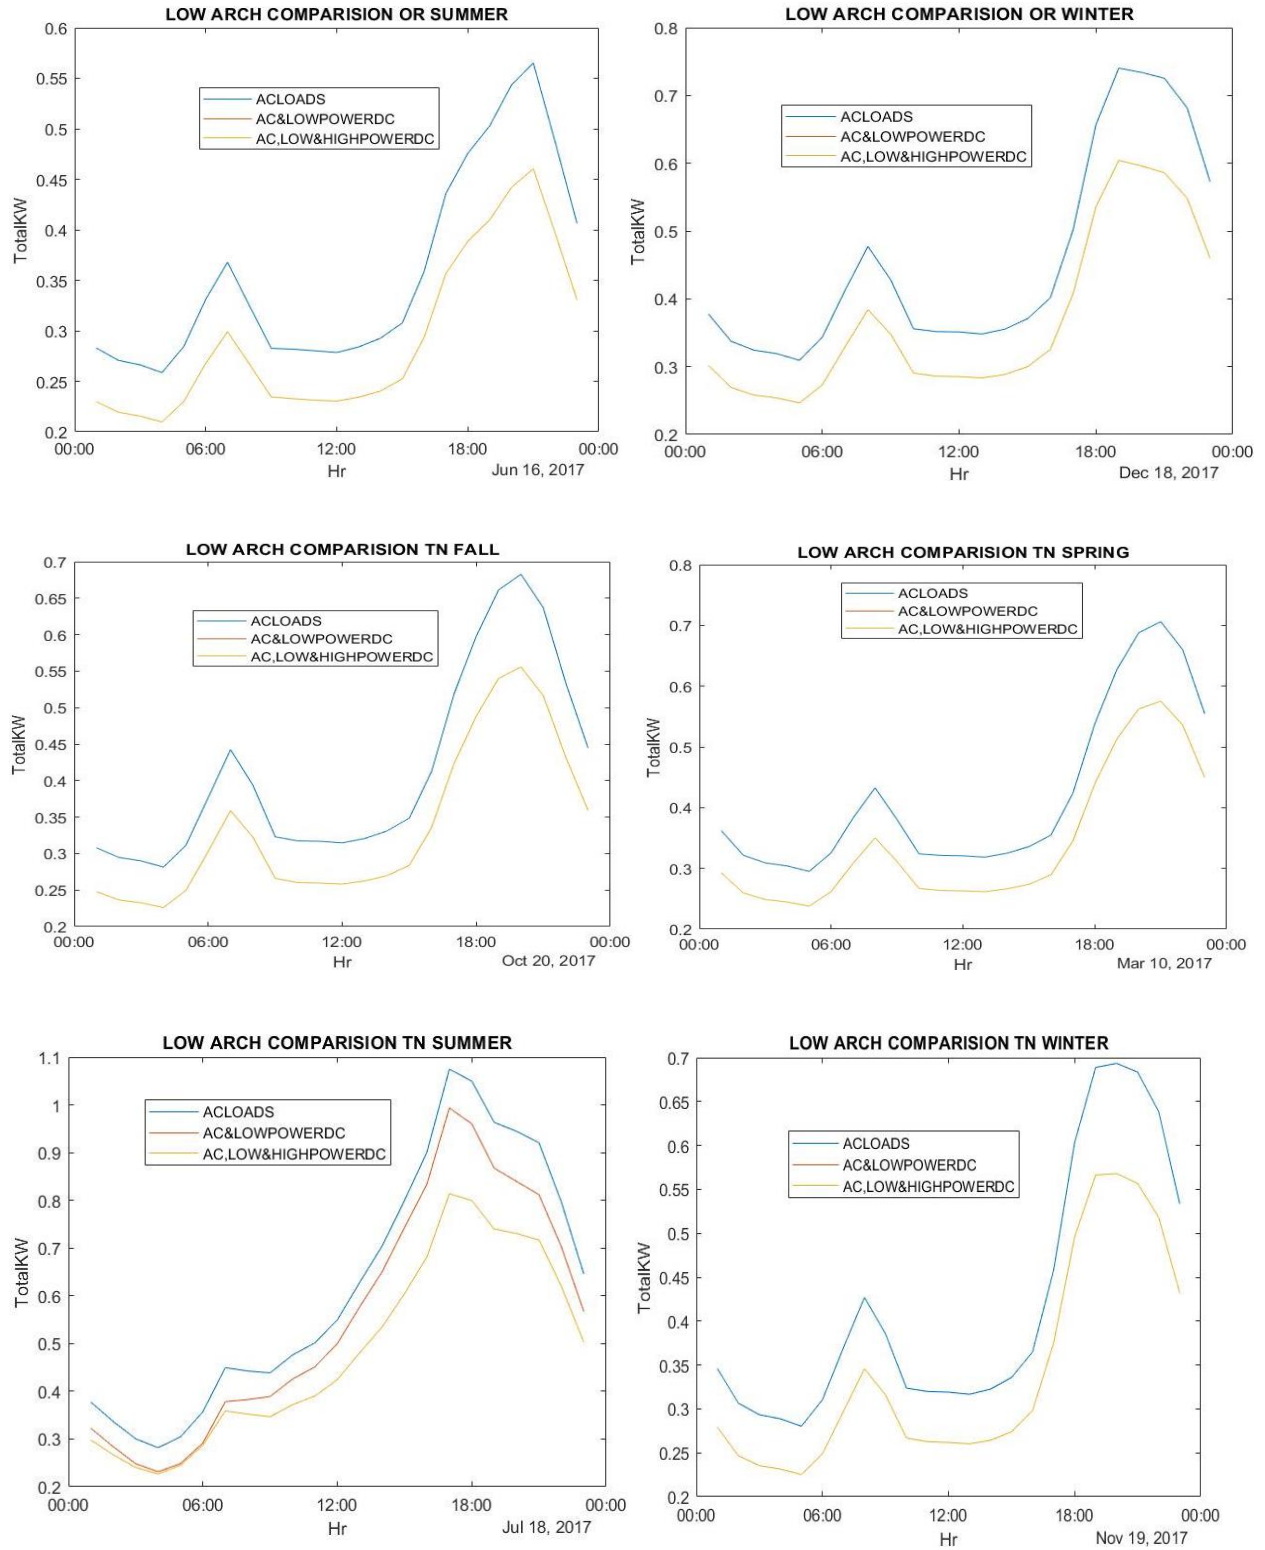 LOW ARCH COMPARISION OR SUMMER
0.6
0.55
0.5
0.45
0.4
0.35
0.3
0.25
0.2
TotalKW
ACLOADS
AC&LOWPOWERDC
AC,LOW&HIGHPOWERDC
00:00 06:00 12:00 18:00 00:00
Hr
Jun 16, 2017
LOW ARCH COMPARISION OR WINTER
0.8
0.7
0.6
0.5
0.4
0.3
0.2
TotalKW
ACLOADS
AC&LOWPOWERDC
AC,LOW&HIGHPOWERDC
00:00 06:00 12:00 18:00 00:00
Hr
Dec 18, 2017
LOW ARCH COMPARISION TN FALL
0.7
0.65
0.6
0.55
0.5
0.45
0.4
0.35
0.3
0.25
0.2
TotalKW
ACLOADS
AC&LOWPOWERDC
AC,LOW&HIGHPOWERDC
00:00 06:00 12:00 18:00 00:00
Hr
Oct 20, 2017
LOW ARCH COMPARISION TN SPRING
0.8
0.7
0.6
0.5
0.4
0.3
0.2
TotalKW
ACLOADS
AC&LOWPOWERDC
AC,LOW&HIGHPOWERDC
00:00 06:00 12:00 18:00 00:00
Hr
Mar 10, 2017
LOW ARCH COMPARISION TN SUMMER
1.1
1
0.9
0.8
0.7
0.6
0.5
0.4
0.3
0.2
TotalKW
ACLOADS
AC&LOWPOWERDC
AC,LOW&HIGHPOWERDC
00:00 06:00 12:00 18:00 00:00
Hr
Jul 18, 2017
LOW ARCH COMPARISION TN WINTER
0.7
0.65
0.6
0.55
0.5
0.45
0.4
0.35
0.3
0.25
0.2
TotalKW
ACLOADS
AC&LOWPOWERDC
AC,LOW&HIGHPOWERDC
00:00 06:00 12:00 18:00 00:00
Hr
Nov 19, 2017